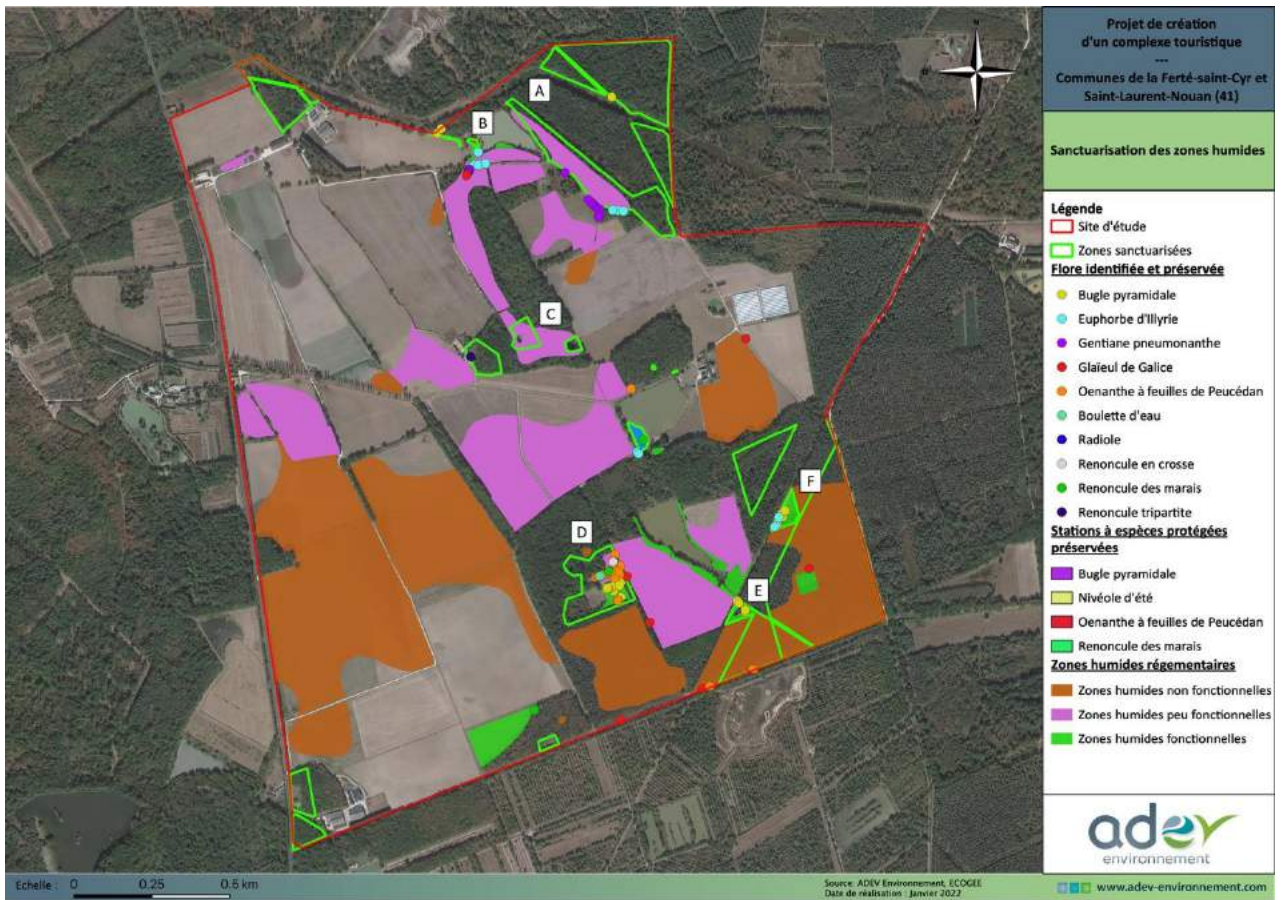 Projet de création
d'un complexe touristique
---
Communes de la Ferté-saint-Cyr et
Saint-Laurent-Nouan (41)
Sanctuarisation des zones humides
N
A
B
C
D
E
F
Légende
Site d'étude
Zones sanctuarisées
Flore identifiée et préservée
Bugle pyramidale
Euphorbe d'Illyrie
Gentiane pneumonanthe
Glaïeul de Galice
Oenanthe à feuilles de Peucédan
Boulette d'eau
Radiole
Renoncule en crosse
Renoncule des marais
Renoncule tripartite
Stations à espèces protégées
préservées
Bugle pyramidale
Nivéole d'été
Oenanthe à feuilles de Peucédan
Renoncule des marais
Zones humides régementaires
Zones humides non fonctionnelles
Zones humides peu fonctionnelles
Zones humides fonctionnelles
adev
environnement
Echelle : 0 0.25 0.5 km
Source: ADEV Environnement, ECOGEE
Date de réalisation : Janvier 2022
www.adev-environnement.com